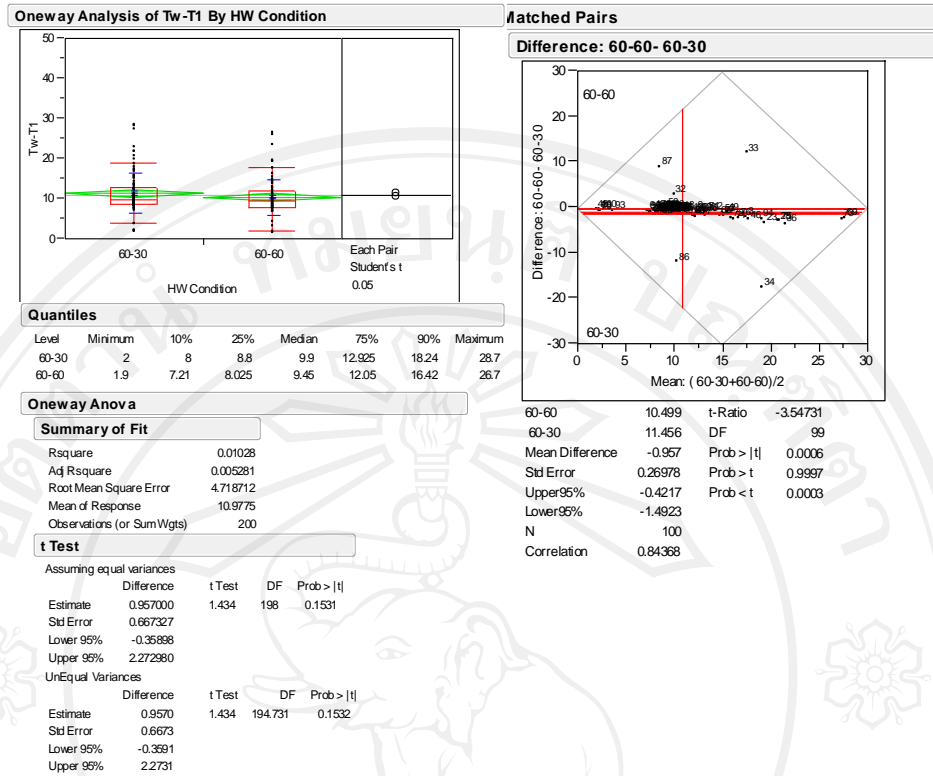 Oneway Analysis of Tw-T1 By HW Condition
50
40
30
20
10
0
Tw-T1
60-30
60-60
HW Condition
Each Pair
Student's t
0.05
Quantiles
Level Minimum 10% 25% Median 75% 90% Maximum
60-30 2 8 8.8 9.9 12.925 18.24 28.7
60-60 1.9 7.21 8.025 9.45 12.05 16.42 26.7
Oneway Anova
Summary of Fit
Rsquare 0.01028
Adj Rsquare 0.005281
Root Mean Square Error 4.718712
Mean of Response 10.9775
Observations (or Sum Wgts) 200
t Test
Assuming equal variances
Difference t Test DF Prob > |t|
Estimate 0.957000 1.434 198 0.1531
Std Error 0.667327
Lower 95% -0.35898
Upper 95% 2.272980
UnEqual Variances
Difference t Test DF Prob > |t|
Estimate 0.9570 1.434 194.731 0.1532
Std Error 0.6673
Lower 95% -0.3591
Upper 95% 2.2731
Matched Pairs
Difference: 60-60- 60-30
30
20
10
0
-10
-20
-30
Difference: 60-60- 60-30
60-60
33
87
32
86
34
60-30
0 5 10 15 20 25 30
Mean: (60-30+60-60)/2
60-60 10.499 t-Ratio -3.54731
60-30 11.456 DF 99
Mean Difference -0.957 Prob > |t| 0.0006
Std Error 0.26978 Prob > t 0.9997
Upper95% -0.4217 Prob < t 0.0003
Lower95% -1.4923
N 100
Correlation 0.84368